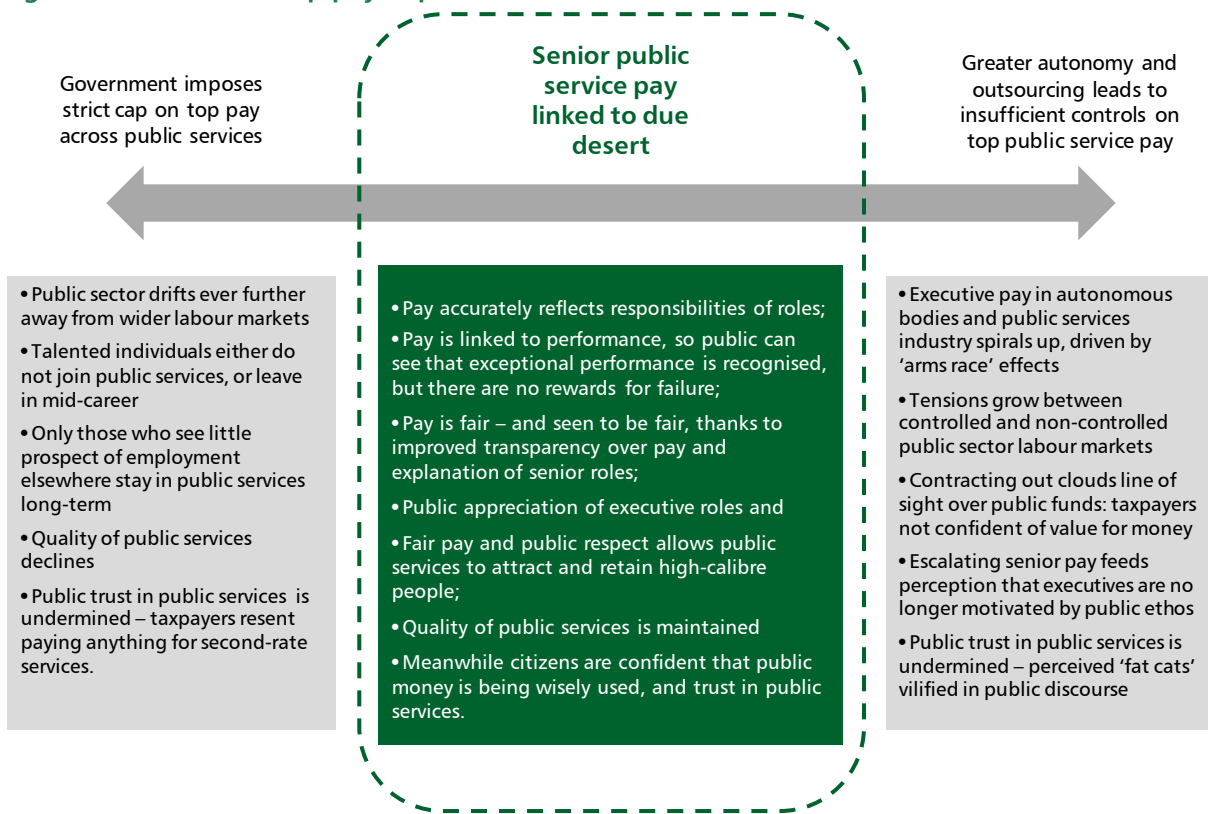 Government imposes
strict cap on top pay
across public services
Senior public
service pay
linked to due
desert
Greater autonomy and
outsourcing leads to
insufficient controls on
top public service pay
•Public sector drifts ever further
away from wider labour markets
•Talented individuals either do
not join public services, or leave
in mid-career
•Only those who see little
prospect of employment
elsewhere stay in public services
long-term
•Quality of public services
declines
•Public trust in public services is
undermined – taxpayers resent
paying anything for second-rate
services.
•Pay accurately reflects responsibilities of roles;
•Pay is linked to performance, so public can
see that exceptional performance is recognised,
but there are no rewards for failure;
•Pay is fair – and seen to be fair, thanks to
improved transparency over pay and
explanation of senior roles;
•Public appreciation of executive roles and
•Fair pay and public respect allows public
services to attract and retain high-calibre
people;
•Quality of public services is maintained
•Meanwhile citizens are confident that public
money is being wisely used, and trust in public
services.
•Executive pay in autonomous
bodies and public services
industry spirals up, driven by
‘arms race’ effects
•Tensions grow between
controlled and non-controlled
public sector labour markets
•Contracting out clouds line of
sight over public funds: taxpayers
not confident of value for money
•Escalating senior pay feeds
perception that executives are no
longer motivated by public ethos
•Public trust in public services is
undermined – perceived ‘fat cats’
vilified in public discourse